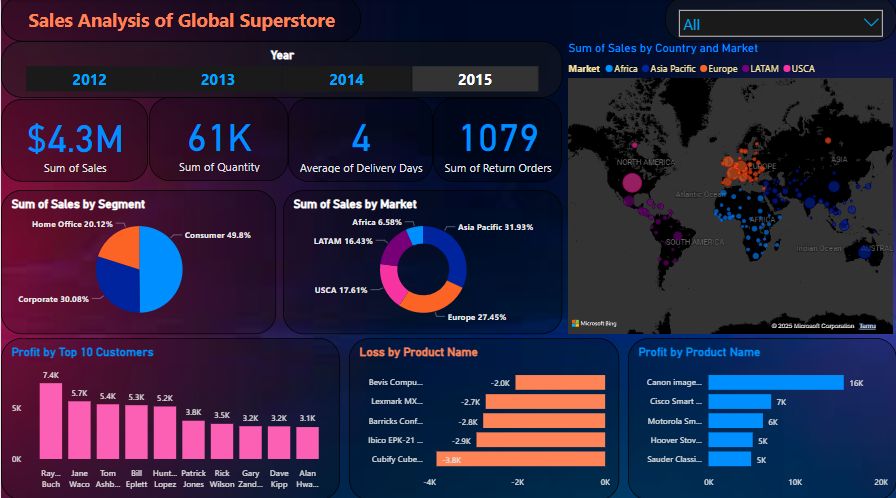 Sales Analysis of Global Superstore
All
Year
2012
2013
2014
2015
$4.3M
Sum of Sales
61K
Sum of Quantity
4
Average of Delivery Days
1079
Sum of Return Orders
Sum of Sales by Country and Market
Market Africa Asia Pacific Europe LATAM USCA
NORTH AMERICA
EUROPE
ASIA
Atlantic Ocean
AFRICA
SOUTH AMERICA
Indian Ocean
AUSTRAL
Microsoft Bing
© 2025 Microsoft Corporation Terms
Sum of Sales by Segment
Home Office 20.12%
Consumer 49.8%
Corporate 30.08%
Sum of Sales by Market
Africa 6.58%
Asia Pacific 31.93%
LATAM 16.43%
USCA 17.61%
Europe 27.45%
Profit by Top 10 Customers
5K
0K
7.4K
5.7K
5.4K
5.3K
5.2K
3.8K
3.5K
3.2K
3.2K
3.1K
Ray... Buch
Jane Waco
Tom Ashb...
Bill Eplett
Hunt... Lopez
Patrick Jones
Rick Wilson
Gary Zand...
Dave Kipp
Alan Hwa...
Loss by Product Name
Bevis Compu... -2.0K
Lexmark MX... -2.7K
Barricks Conf... -2.8K
Ibico EPK-21 ... -2.9K
Cubify Cube... -3.8K
-4K
-2K
0K
Profit by Product Name
Canon image... 16K
Cisco Smart ... 7K
Motorola Sm... 6K
Hoover Stov... 5K
Sauder Classi... 5K
0K
10K
20K